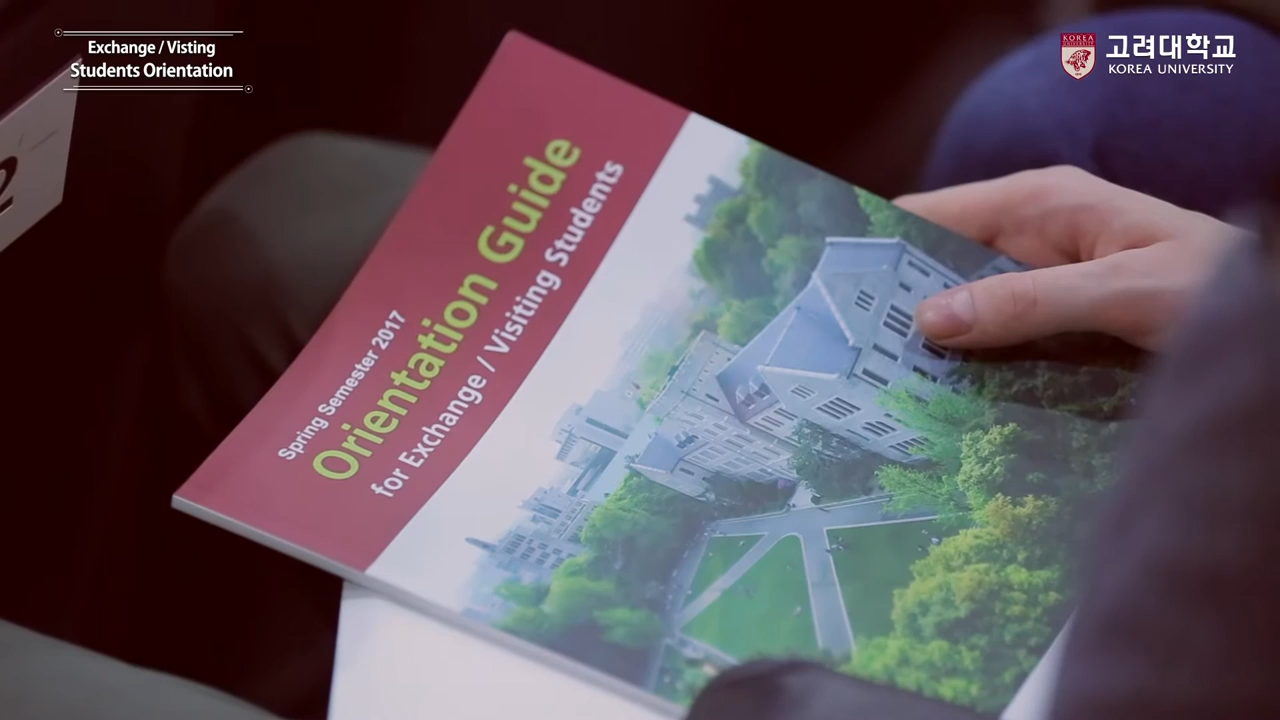 Exchange / Visting
Students Orientation
KOREA
고려대학교
KOREA UNIVERSITY
2
Spring Semester 2017
Orientation Guide
for Exchange / Visiting Students